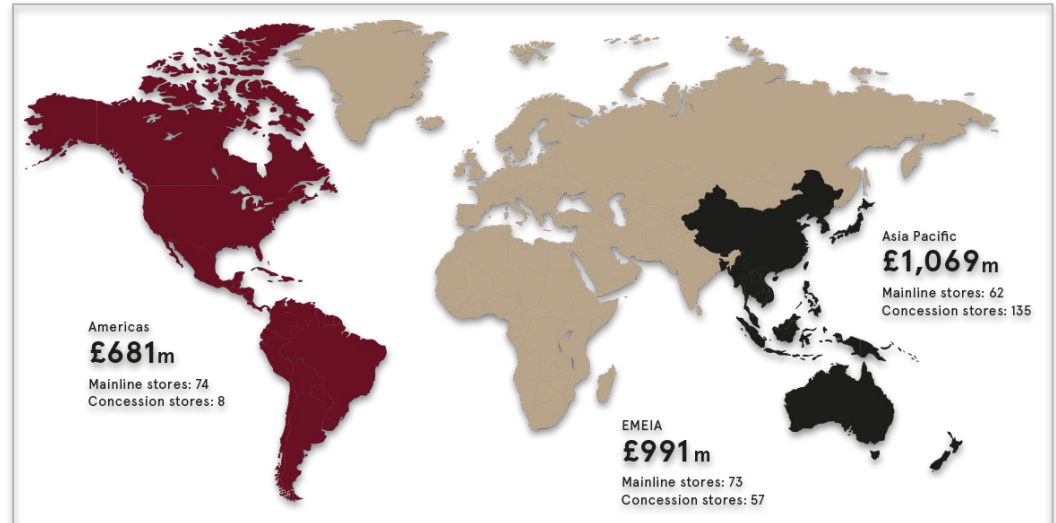 Asia Pacific
£1,069m
Mainline stores: 62
Concession stores: 135
Americas
£681m
Mainline stores: 74
Concession stores: 8
EMEIA
£991m
Mainline stores: 73
Concession stores: 57